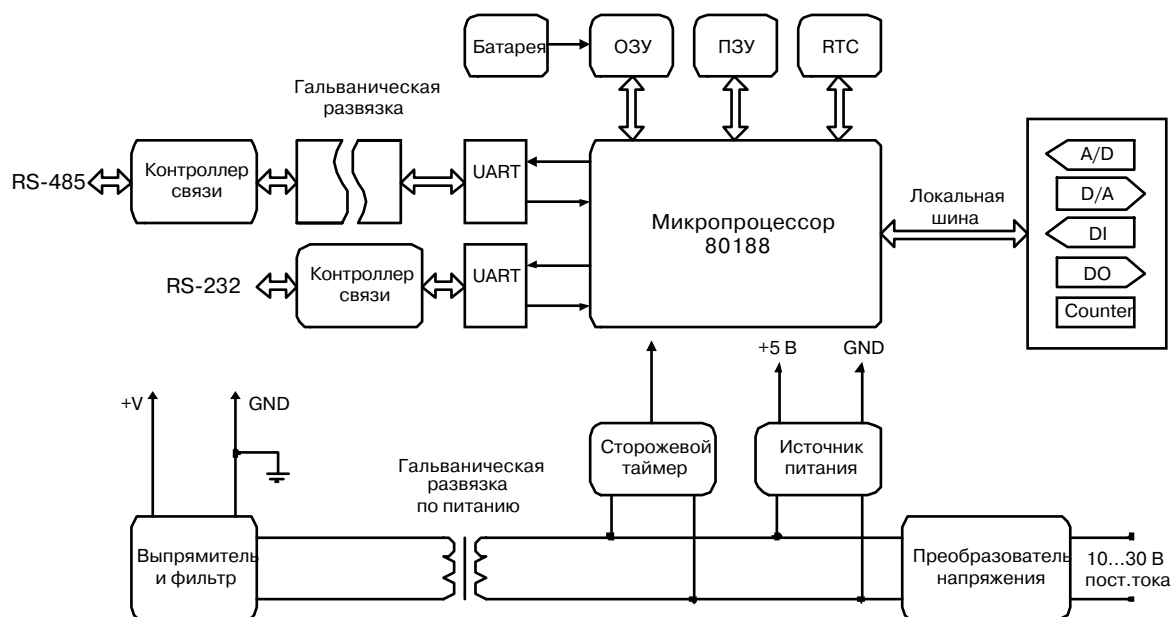 Батарея
ОЗУ
ПЗУ
RTC
Гальваническая
развязка
RS-485
Контроллер
связи
UART
Микропроцессор
80188
Локальная
шина
A/D
D/A
DI
DO
Counter
RS-232
Контроллер
связи
UART
+5 В
GND
+V
GND
Сторожевой
таймер
Источник
питания
Гальваническая
развязка
по питанию
Выпрямитель
и фильтр
Преобразователь
напряжения
10...30 В
пост.тока